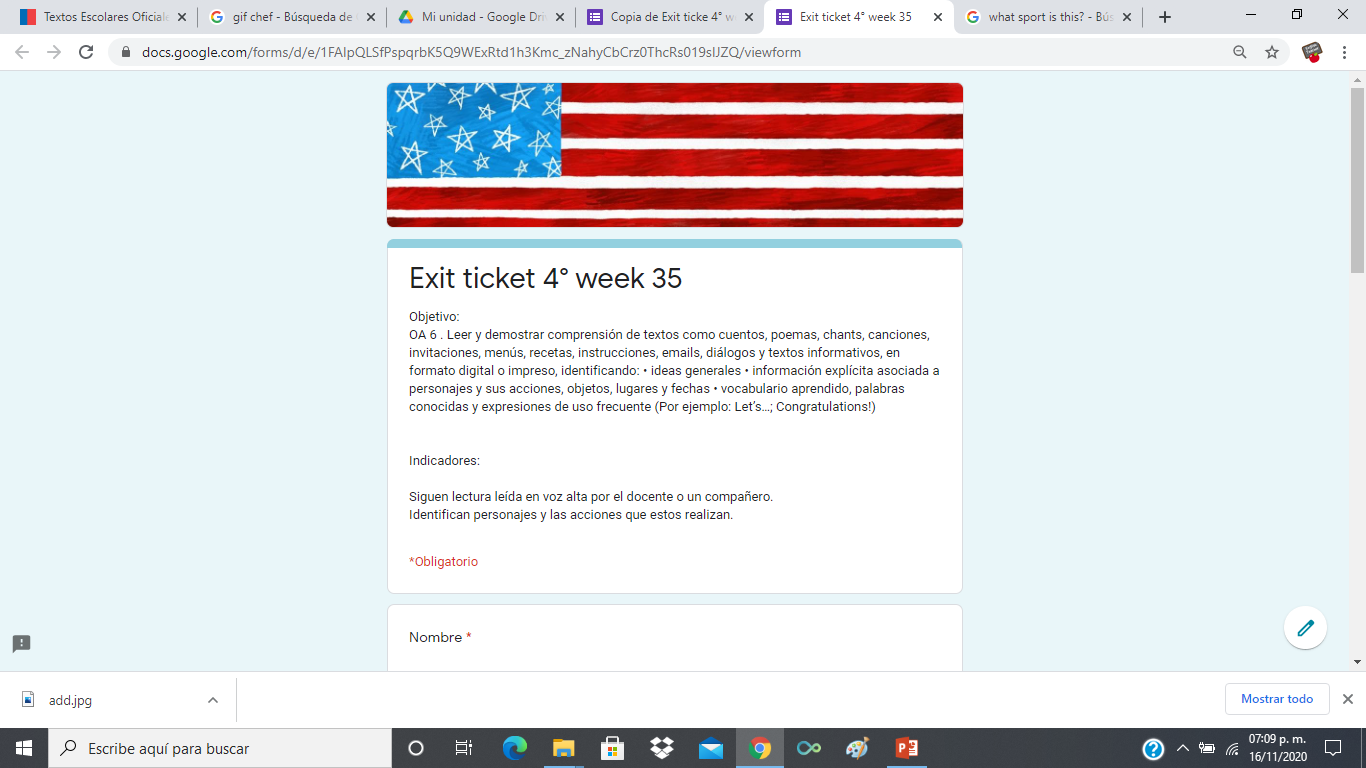 Textos Escolares Oficiale
gif chef - Búsqueda de
Mi unidad - Google Dri
Copia de Exit ticke 4° w
Exit ticket 4° week 35
what sport is this? - Bús
docs.google.com/forms/d/e/1FAIpQLSfPspqrbK5Q9WExRtd1h3Kmc_zNahyCbCrz0ThcRs019sIJZQ/viewform
Exit ticket 4° week 35
Objetivo:
OA 6 . Leer y demostrar comprensión de textos como cuentos, poemas, chants, canciones,
invitaciones, menús, recetas, instrucciones, emails, diálogos y textos informativos, en
formato digital o impreso, identificando: • ideas generales • información explícita asociada a
personajes y sus acciones, objetos, lugares y fechas • vocabulario aprendido, palabras
conocidas y expresiones de uso frecuente (Por ejemplo: Let's…; Congratulations!)
Indicadores:
Siguen lectura leída en voz alta por el docente o un compañero.
Identifican personajes y las acciones que estos realizan.
*Obligatorio
Nombre *
add.jpg
Mostrar todo
Escribe aquí para buscar
07:09 p. m.
16/11/2020